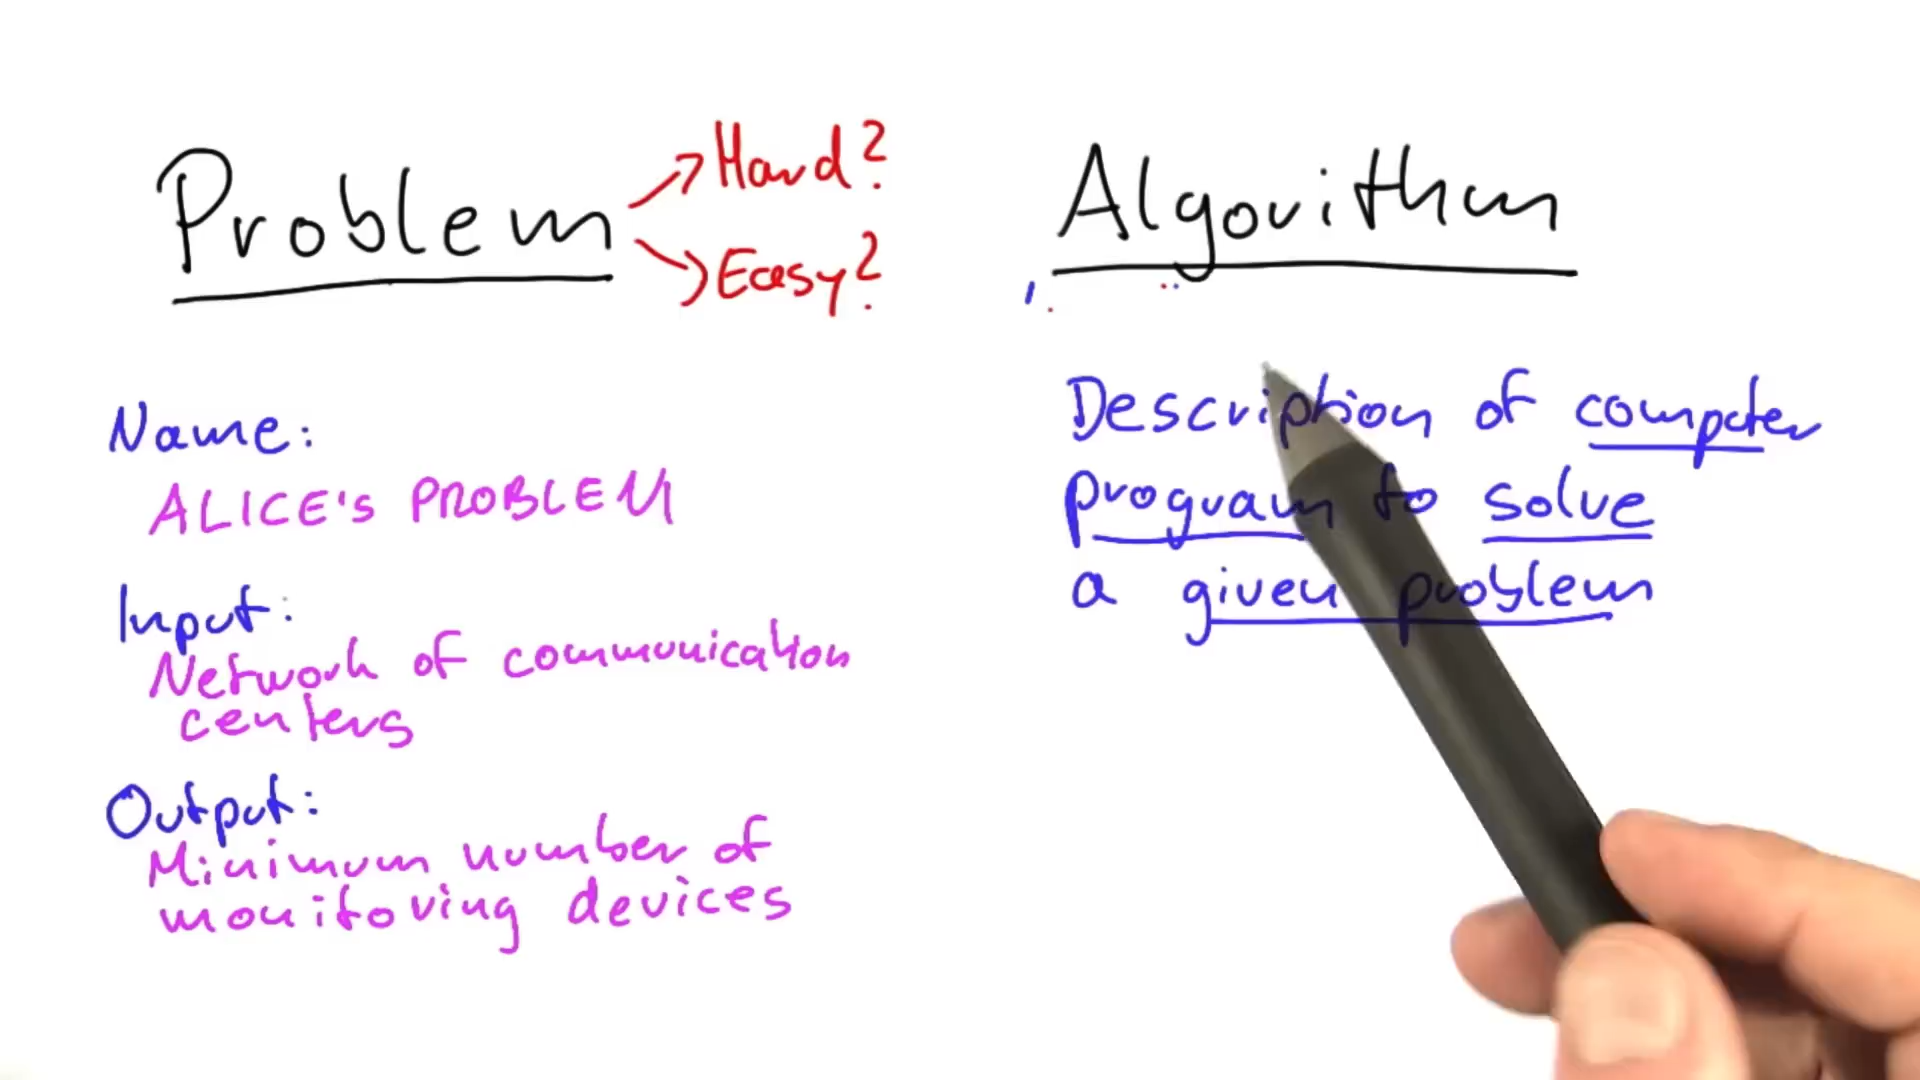 Problem
Hard?
Easy?
Name:
ALICE's PROBLEM
Input:
Network of communication
centers
Output:
Minimum number of
monitoring devices
Algorithm
Description of computer
program to solve
a given problem